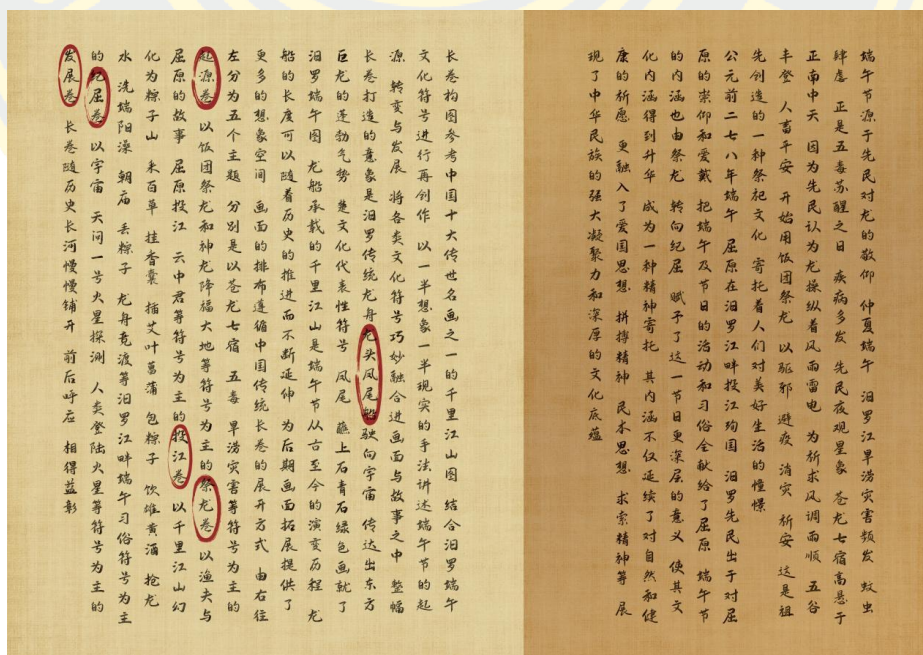 端午节源于先民对龙的敬仰 仲夏端午 汨罗江旱涝灾害频发 蚊虫
肆虐 正是五毒苏醒之日 疾病多发 先民夜观星象 苍龙七宿高悬于
正南中天 因为先民认为龙操纵着风雨雷电 为祈求风调雨顺 五谷
丰登 人畜平安 开始用饭团祭龙 以驱邪 避疫 消灾 祈安 这是祖
先创造的一种祭祀文化 寄托着人们对美好生活的憧憬
公元前二七八年端午 屈原在汨罗江畔投江殉国 汨罗先民出于对屈
原的崇仰和爱戴 把端午及节日的活动和习俗全献给了屈原 端午节
的内涵也由祭龙 转向纪屈 赋予了这一节日更深层的意义 使其文
化内涵得到升华 成为一种精神寄托 其内涵不仅延续了对自然和健
康的祈愿 更融入了爱国思想 拼搏精神 民本思想 求索精神等 展
现了中华民族的强大凝聚力和深厚的文化底蕴
长卷构图参考中国十大传世名画之一的千里江山图 结合汨罗端午
文化符号进行再创作 以一半想象一半现实的手法讲述端午节的起
源 转变与发展 将各类文化符号巧妙融合进画面与故事之中 整幅
长卷打造的意象是汨罗传统龙舟龙头凤尾船驶向宇宙 传达出东方
巨龙的蓬勃气势 楚文化代表性符号 凤尾 蘸上石青石绿色画就了
汨罗端午图 龙船承载的千里江山是端午节从古至今的演变历程 龙
船的长度可以随着历史的推进而不断延伸 为后期画面拓展提供了
更多的想象空间 画面的排布遵循中国传统长卷的展开方式 由右往
左分为五个主题 分别是以苍龙七宿 五毒 旱涝灾害等符号为主的
起源卷 以饭团祭龙和神龙降福大地等符号为主的祭龙卷 以渔夫与
屈原的故事 屈原投江 云中君等符号为主的投江卷 以千里江山幻
化为粽子山 采百草 挂香囊 插艾叶菖蒲 包粽子 饮雄黄酒 抢龙
水 洗端阳澡 朝庙 丢粽子 龙舟竞渡等汨罗江畔端午习俗符号为主
的纪屈卷 以宇宙 天问一号火星探测 人类登陆火星等符号为主的
发展卷 长卷随历史长河慢慢铺开 前后呼应 相得益彰